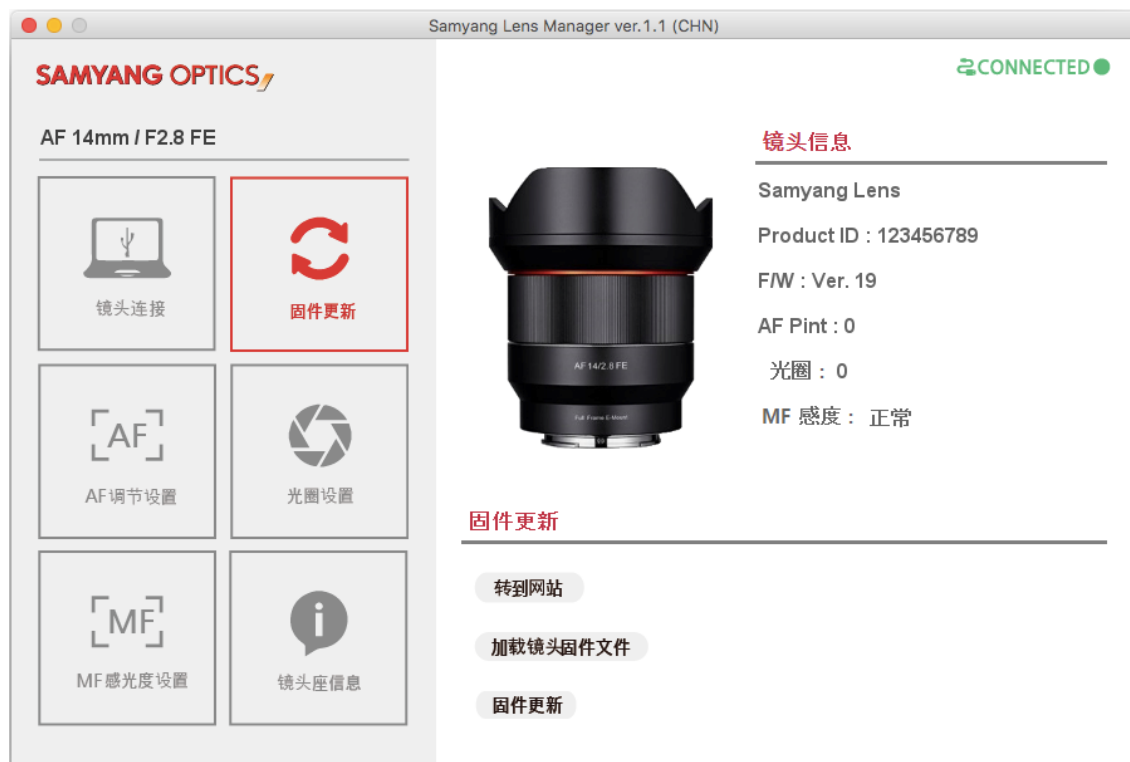 Samyang Lens Manager ver.1.1 (CHN)
SAMYANG OPTICS
CONNECTED
AF 14mm / F2.8 FE
镜头连接
固件更新
AF
AF调节设置
光圈设置
MF
MF感光度设置
i
镜头座信息
AF 14/2.8 FE
Full Frame E-Mount
镜头信息
Samyang Lens
Product ID : 123456789
F/W : Ver. 19
AF Pint : 0
光圈 : 0
MF 感度 : 正常
固件更新
转到网站
加载镜头固件文件
固件更新